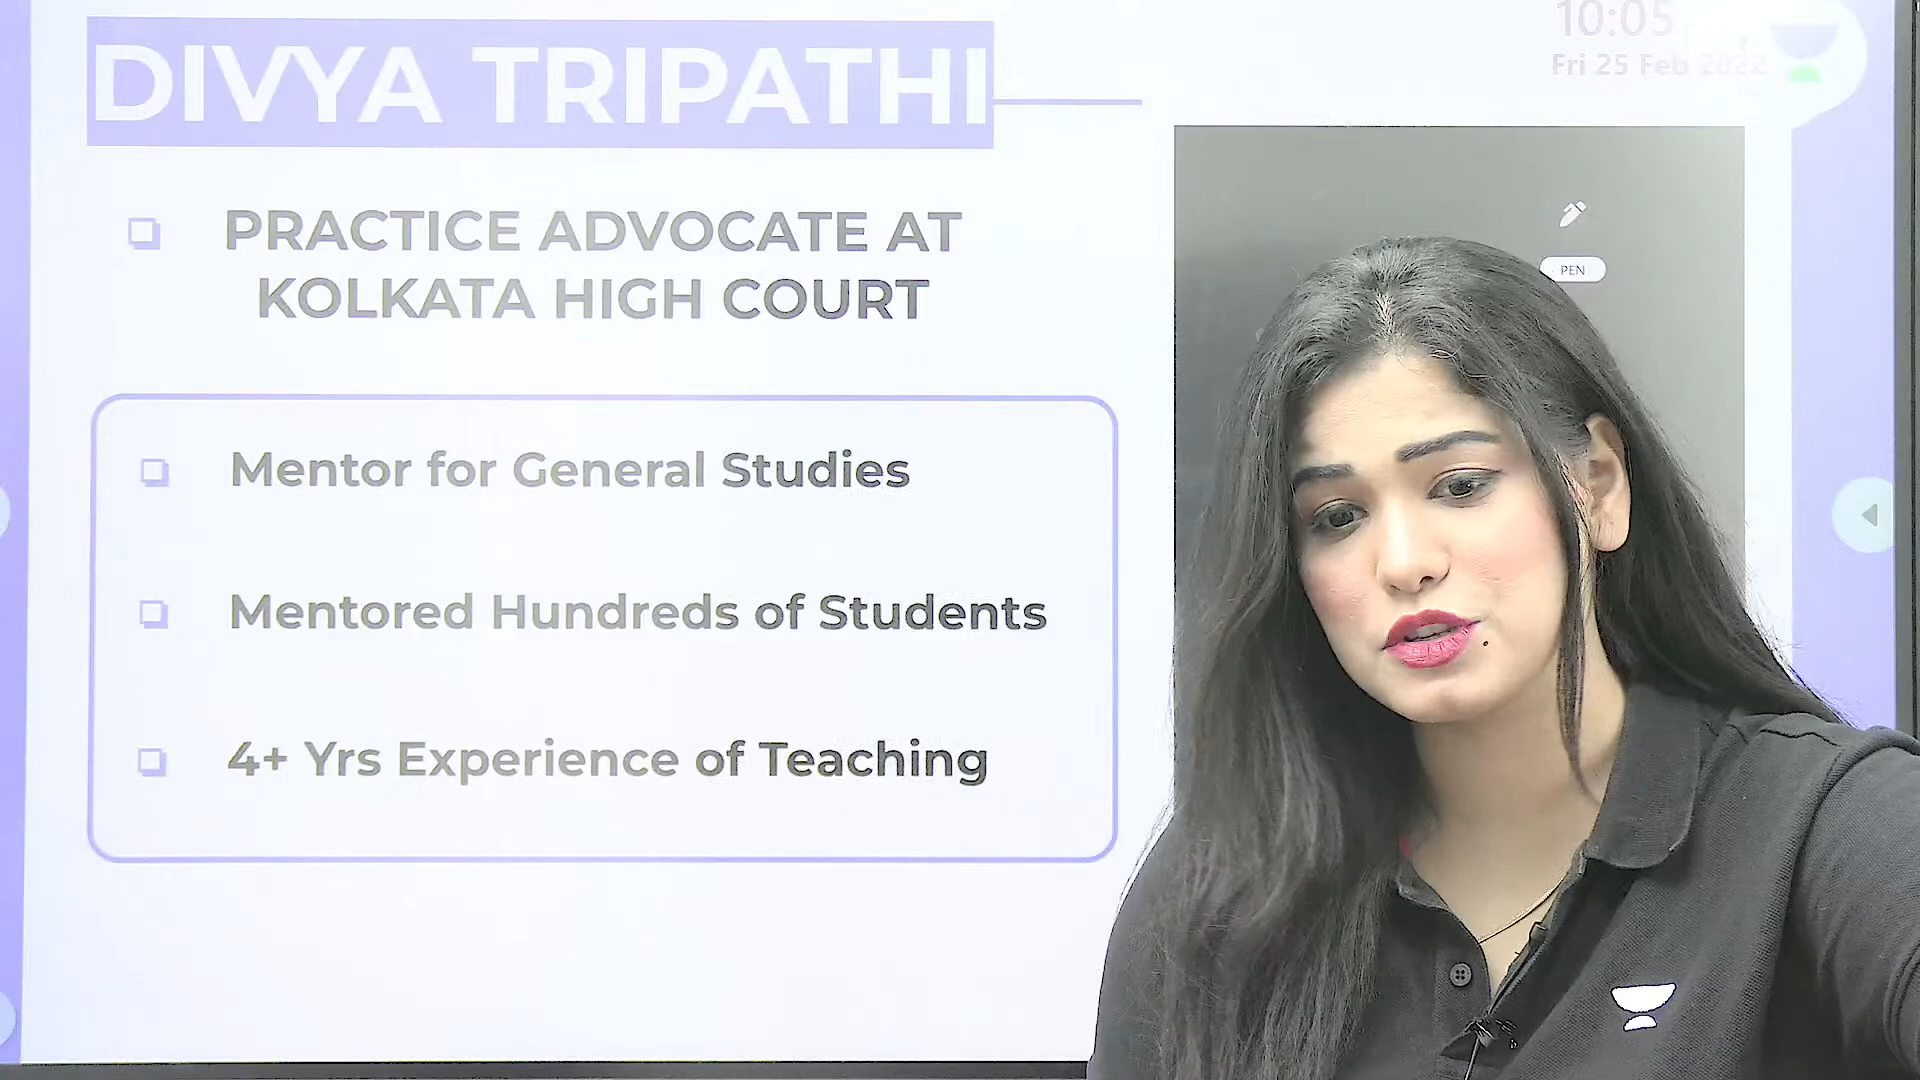 DIVYA TRIPATHI
10:05
Fri 25 Feb 2022
PRACTICE ADVOCATE AT
KOLKATA HIGH COURT
PEN
Mentor for General Studies
Mentored Hundreds of Students
4+ Yrs Experience of Teaching